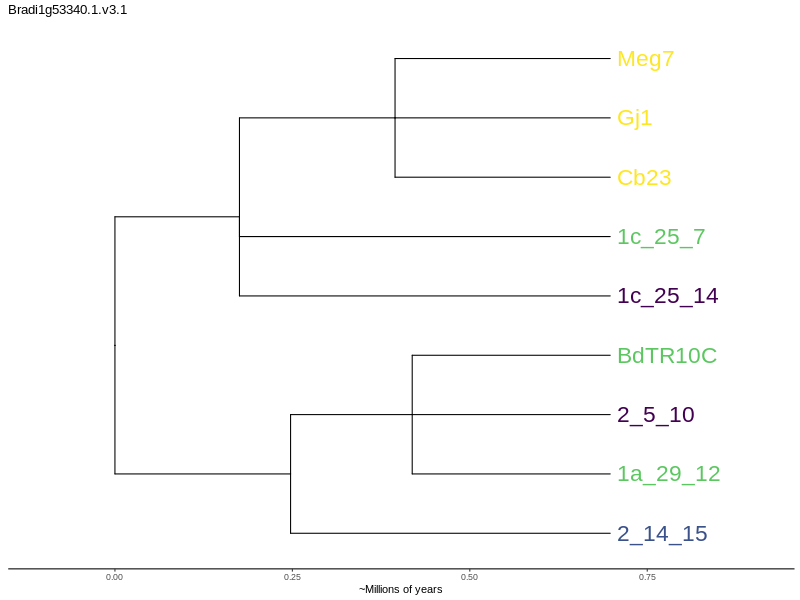 Bradi1g53340.1.v3.1
Meg7
Gj1
Cb23
1c_25_7
1c_25_14
BdTR10C
2_5_10
1a_29_12
2_14_15
0.00 0.25 0.50 0.75
~Millions of years